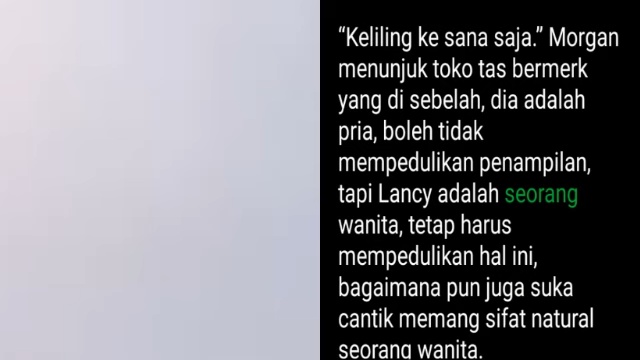 “Keliling ke sana saja.” Morgan
menunjuk toko tas bermerk
yang di sebelah, dia adalah
pria, boleh tidak
mempedulikan penampilan,
tapi Lancy adalah seorang
wanita, tetap harus
mempedulikan hal ini,
bagaimana pun juga suka
cantik memang sifat natural
seorang wanita.